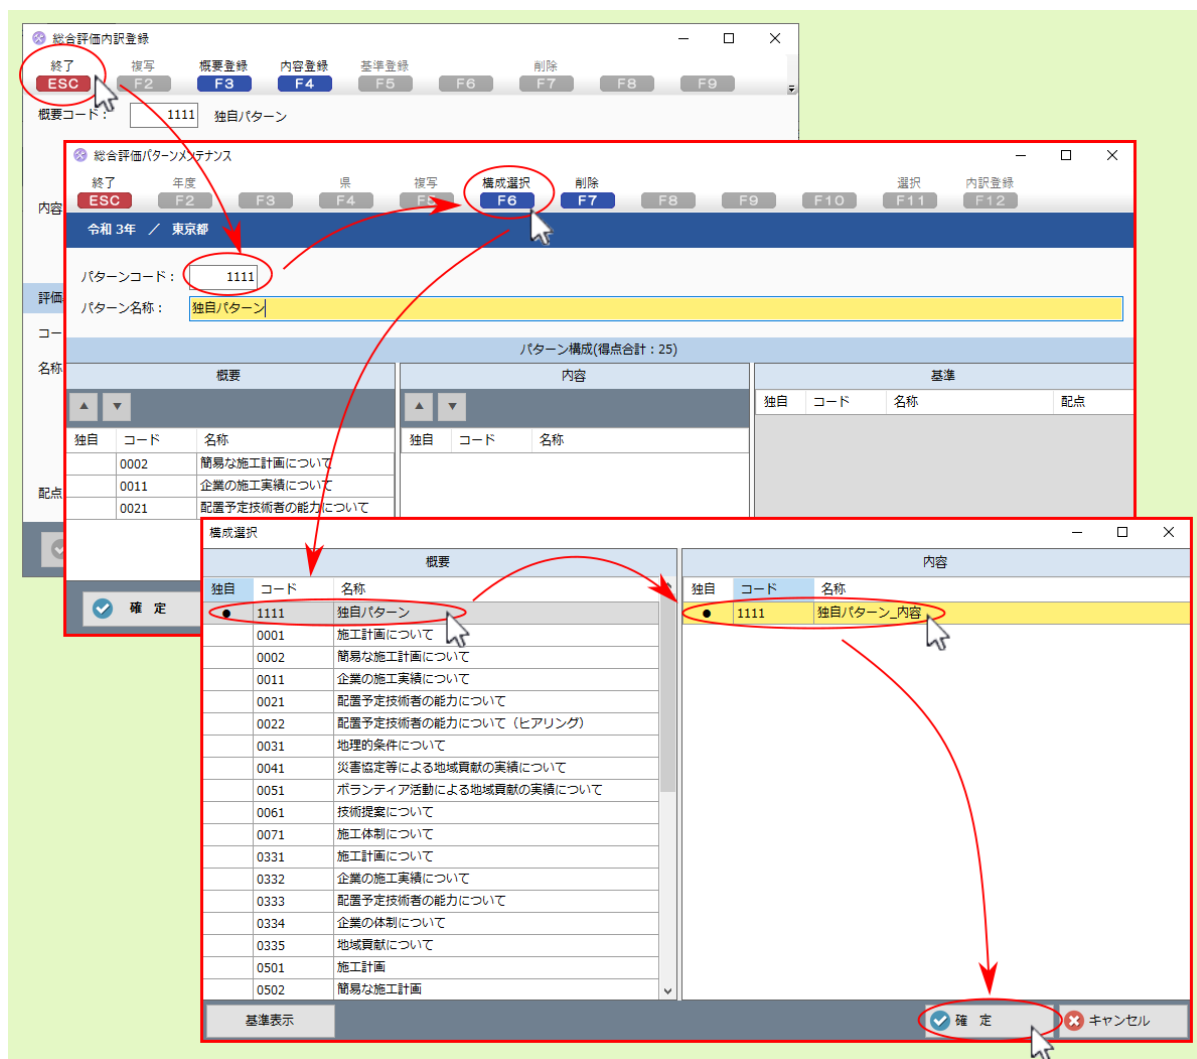 総合評価内訳登録
終了 複写 概要登録 内容登録 基準登録 削除
ESC F2 F3 F4 F5 F6 F7 F8 F9
概要コード： 1111 独自パターン
総合評価パターンメンテナンス
終了 年度 県 複写 構成選択 削除 選択 内訳登録
ESC F2 F3 F4 F5 F6 F7 F8 F9 F10 F11 F12
内容
令和 3年 ／ 東京都
パターンコード： 1111
評価
パターン名称： 独自パターン
コー
パターン構成(得点合計：25)
名称
概要 内容 基準
独自 コード 名称 配点
独自 コード 名称 独自 コード 名称
0002 簡易な施工計画について
0011 企業の施工実績について
配点
0021 配置予定技術者の能力について
構成選択
概要 内容
独自 コード 名称 独自 コード 名称
確 定
● 1111 独自パターン ● 1111 独自パターン_内容
0001 施工計画について
0002 簡易な施工計画について
0011 企業の施工実績について
0021 配置予定技術者の能力について
0022 配置予定技術者の能力について（ヒアリング）
0031 地理的条件について
0041 災害協定等による地域貢献の実績について
0051 ボランティア活動による地域貢献の実績について
0061 技術提案について
0071 施工体制について
0331 施工計画について
0332 企業の施工実績について
0333 配置予定技術者の能力について
0334 企業の体制について
0335 地域貢献について
0501 施工計画
0502 簡易な施工計画
基準表示 確 定 キャンセル